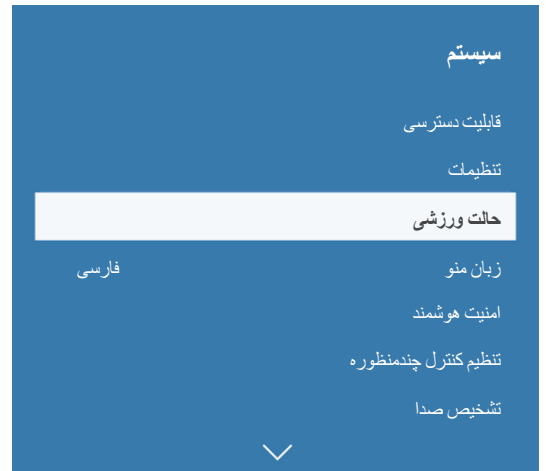 سیستم
قابلیت دسترسی
تنظیمات
حالت ورزشی
زبان منو فارسی
امنیت هوشمند
تنظیم کنترل چندمنظوره
تشخیص صدا